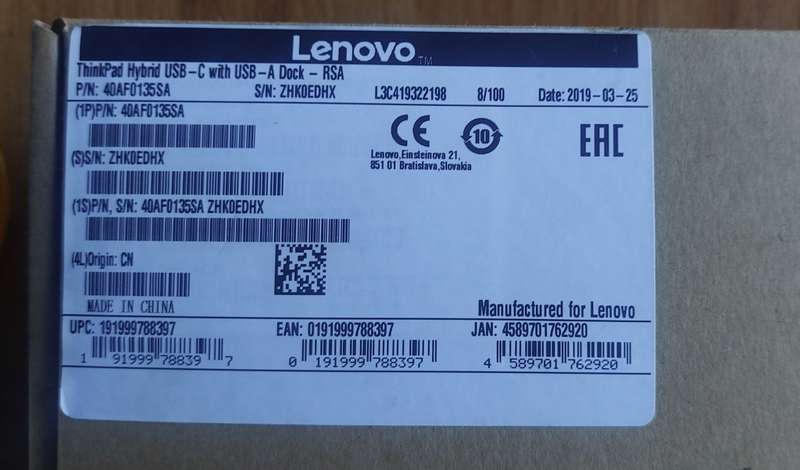 Lenovo™
ThinkPad Hybrid USB-C with USB-A Dock - RSA
P/N: 40AF0135SA S/N: ZHK0EDHX L3C419322198 8/100 Date: 2019-03-25
(1P)P/N: 40AF0135SA
(S)S/N: ZHK0EDHX
CE 10 EAC
Lenovo,Einsteinova 21,
851 01 Bratislava,Slovakia
(1S)P/N, S/N: 40AF0135SA ZHK0EDHX
(4L)Origin: CN
MADE IN CHINA
Manufactured for Lenovo
UPC: 191999788397 EAN: 0191999788397 JAN: 4589701762920
1 91999 78839 7 0 191999 788397 4 589701 762920